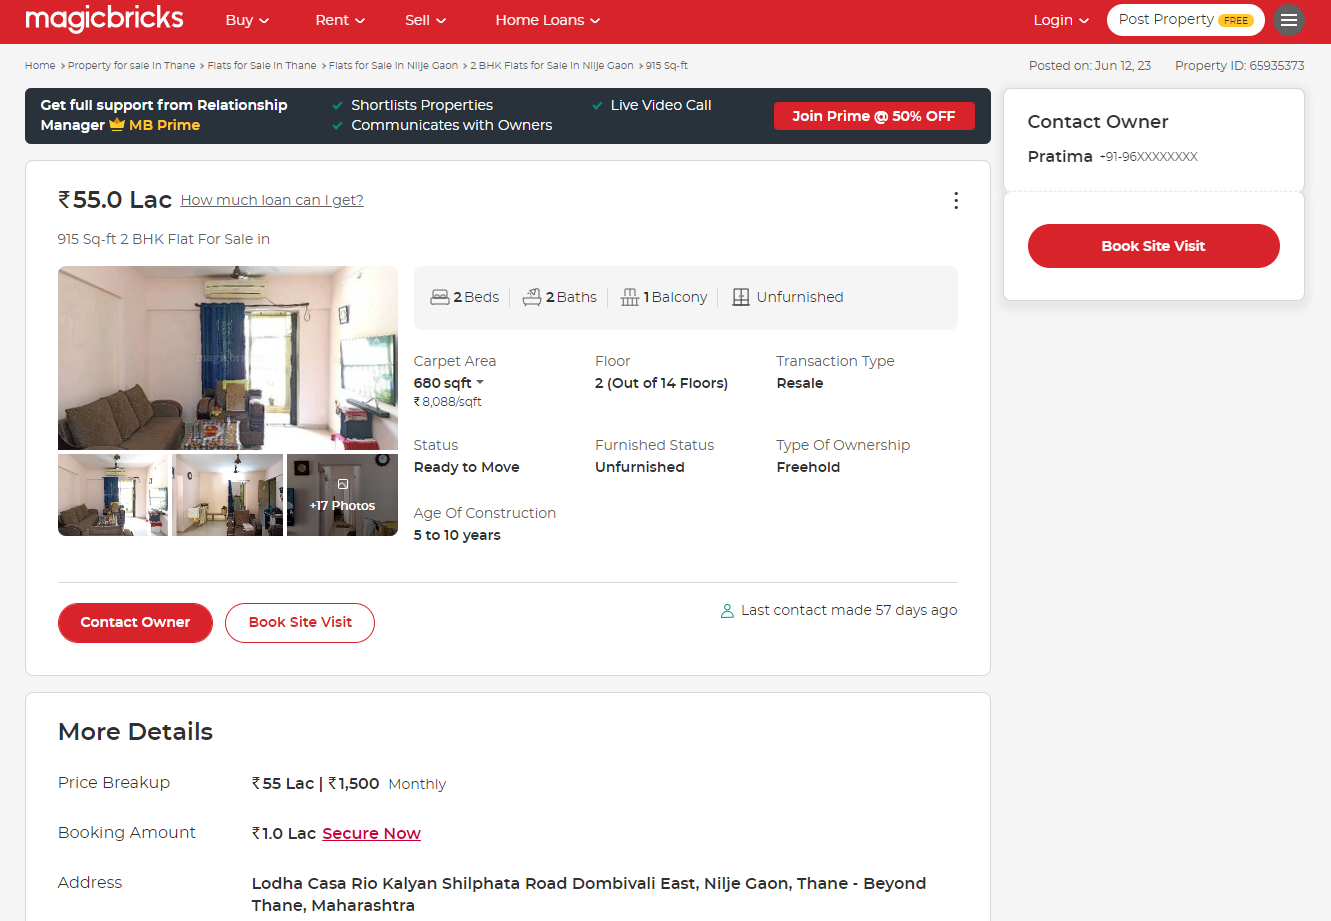 magicbricks
Buy
Rent
Sell
Home Loans
Login
Post Property FREE
Home > Property for sale in Thane > Flats for Sale in Thane > Flats for Sale in Nilje Gaon > 2 BHK Flats for Sale in Nilje Gaon > 915 Sq-ft
Posted on: Jun 12, 23
Property ID: 65935373
Get full support from Relationship
Manager MB Prime
Shortlists Properties
Communicates with Owners
Live Video Call
Join Prime @ 50% OFF
Contact Owner
Pratima +91-96XXXXXXXX
Book Site Visit
₹55.0 Lac How much loan can I get?
915 Sq-ft 2 BHK Flat For Sale in
magicbricks
+17 Photos
2 Beds
2 Baths
1 Balcony
Unfurnished
Carpet Area
680 sqft
₹8,088/sqft
Floor
2 (Out of 14 Floors)
Transaction Type
Resale
Status
Ready to Move
Furnished Status
Unfurnished
Type Of Ownership
Freehold
Age Of Construction
5 to 10 years
Contact Owner
Book Site Visit
Last contact made 57 days ago
More Details
Price Breakup
₹55 Lac | ₹1,500 Monthly
Booking Amount
₹1.0 Lac Secure Now
Address
Lodha Casa Rio Kalyan Shilphata Road Dombivali East, Nilje Gaon, Thane - Beyond
Thane, Maharashtra